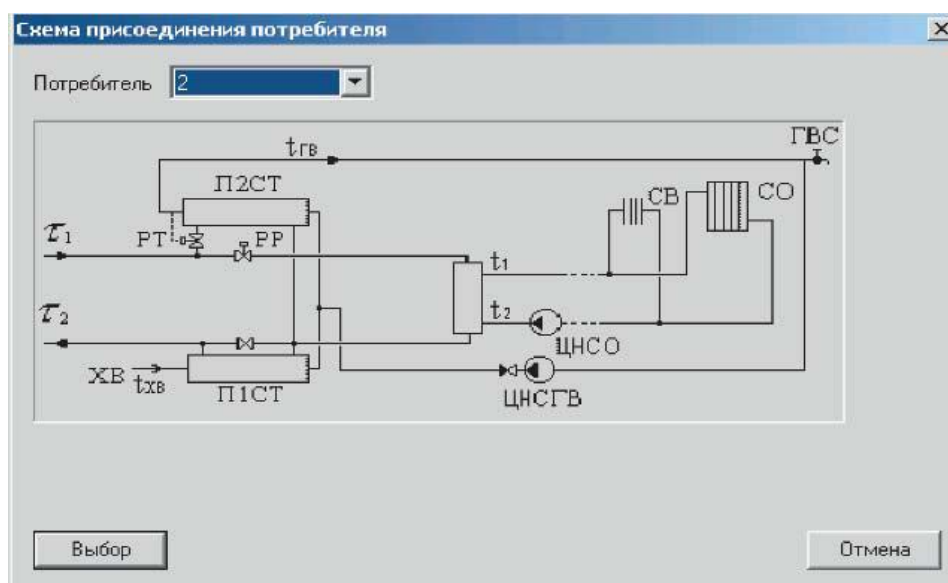 Схема присоединения потребителя
Потребитель 2
ГВС
tГВ
П2СТ
СВ
СО
τ1
РТ
РР
t1
τ2
t2
ЦНСО
ХВ
tХВ
П1СТ
ЦНСГВ
Выбор
Отмена